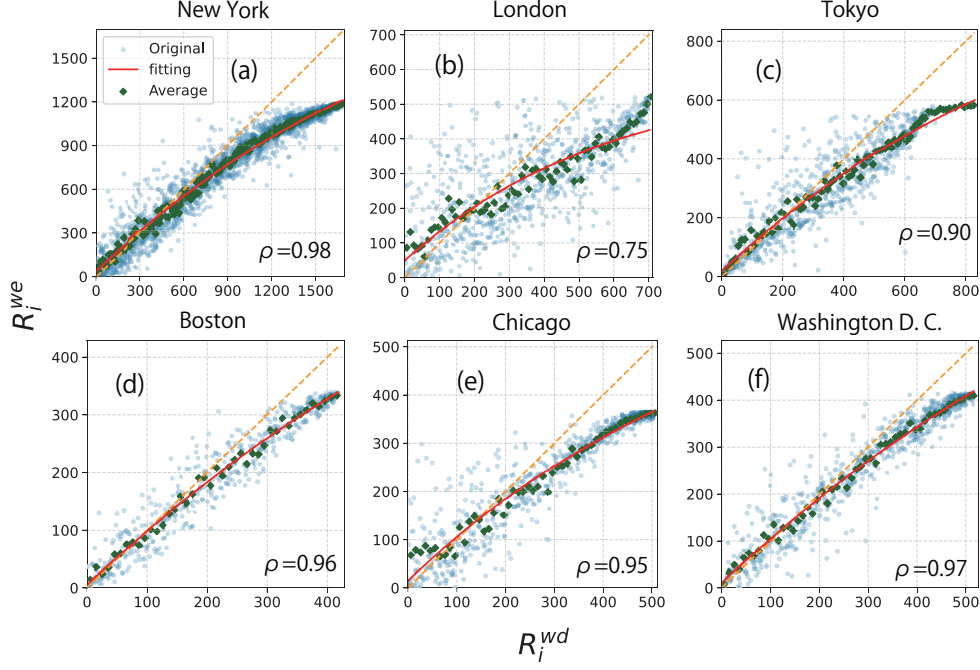 New York
London
Tokyo
1500
1200
900
600
300
0
Original
fitting
Average
(a)
ρ=0.98
0 300 600 900 1200 1500
700
600
500
400
300
200
100
0
(b)
ρ=0.75
0 100 200 300 400 500 600 700
800
600
400
200
0
(c)
ρ=0.90
0 200 400 600 800
R_i^{we}
Boston
Chicago
Washington D. C.
400
300
200
100
0
(d)
ρ=0.96
0 100 200 300 400
500
400
300
200
100
0
(e)
ρ=0.95
0 100 200 300 400 500
500
400
300
200
100
0
(f)
ρ=0.97
0 100 200 300 400 500
R_i^{wd}